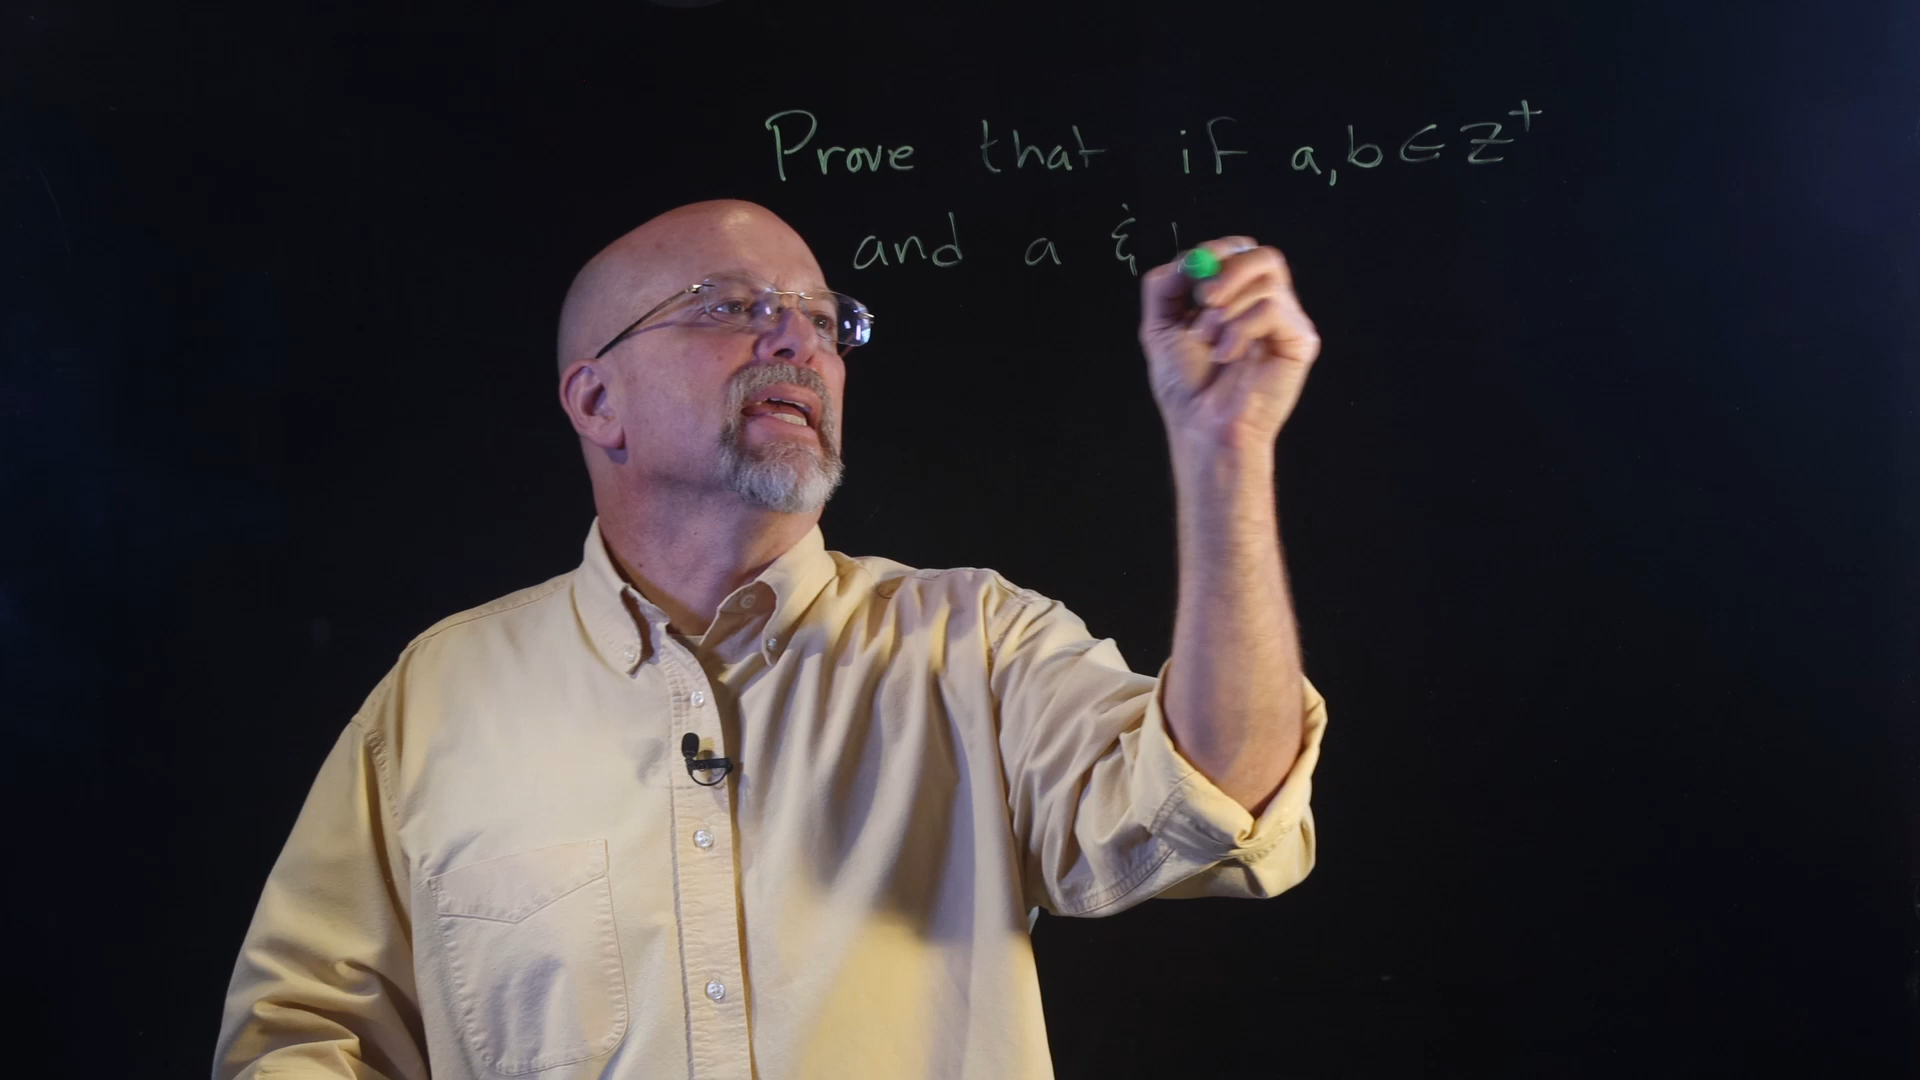 Prove that if a,b ∈ Z⁺
and a & b